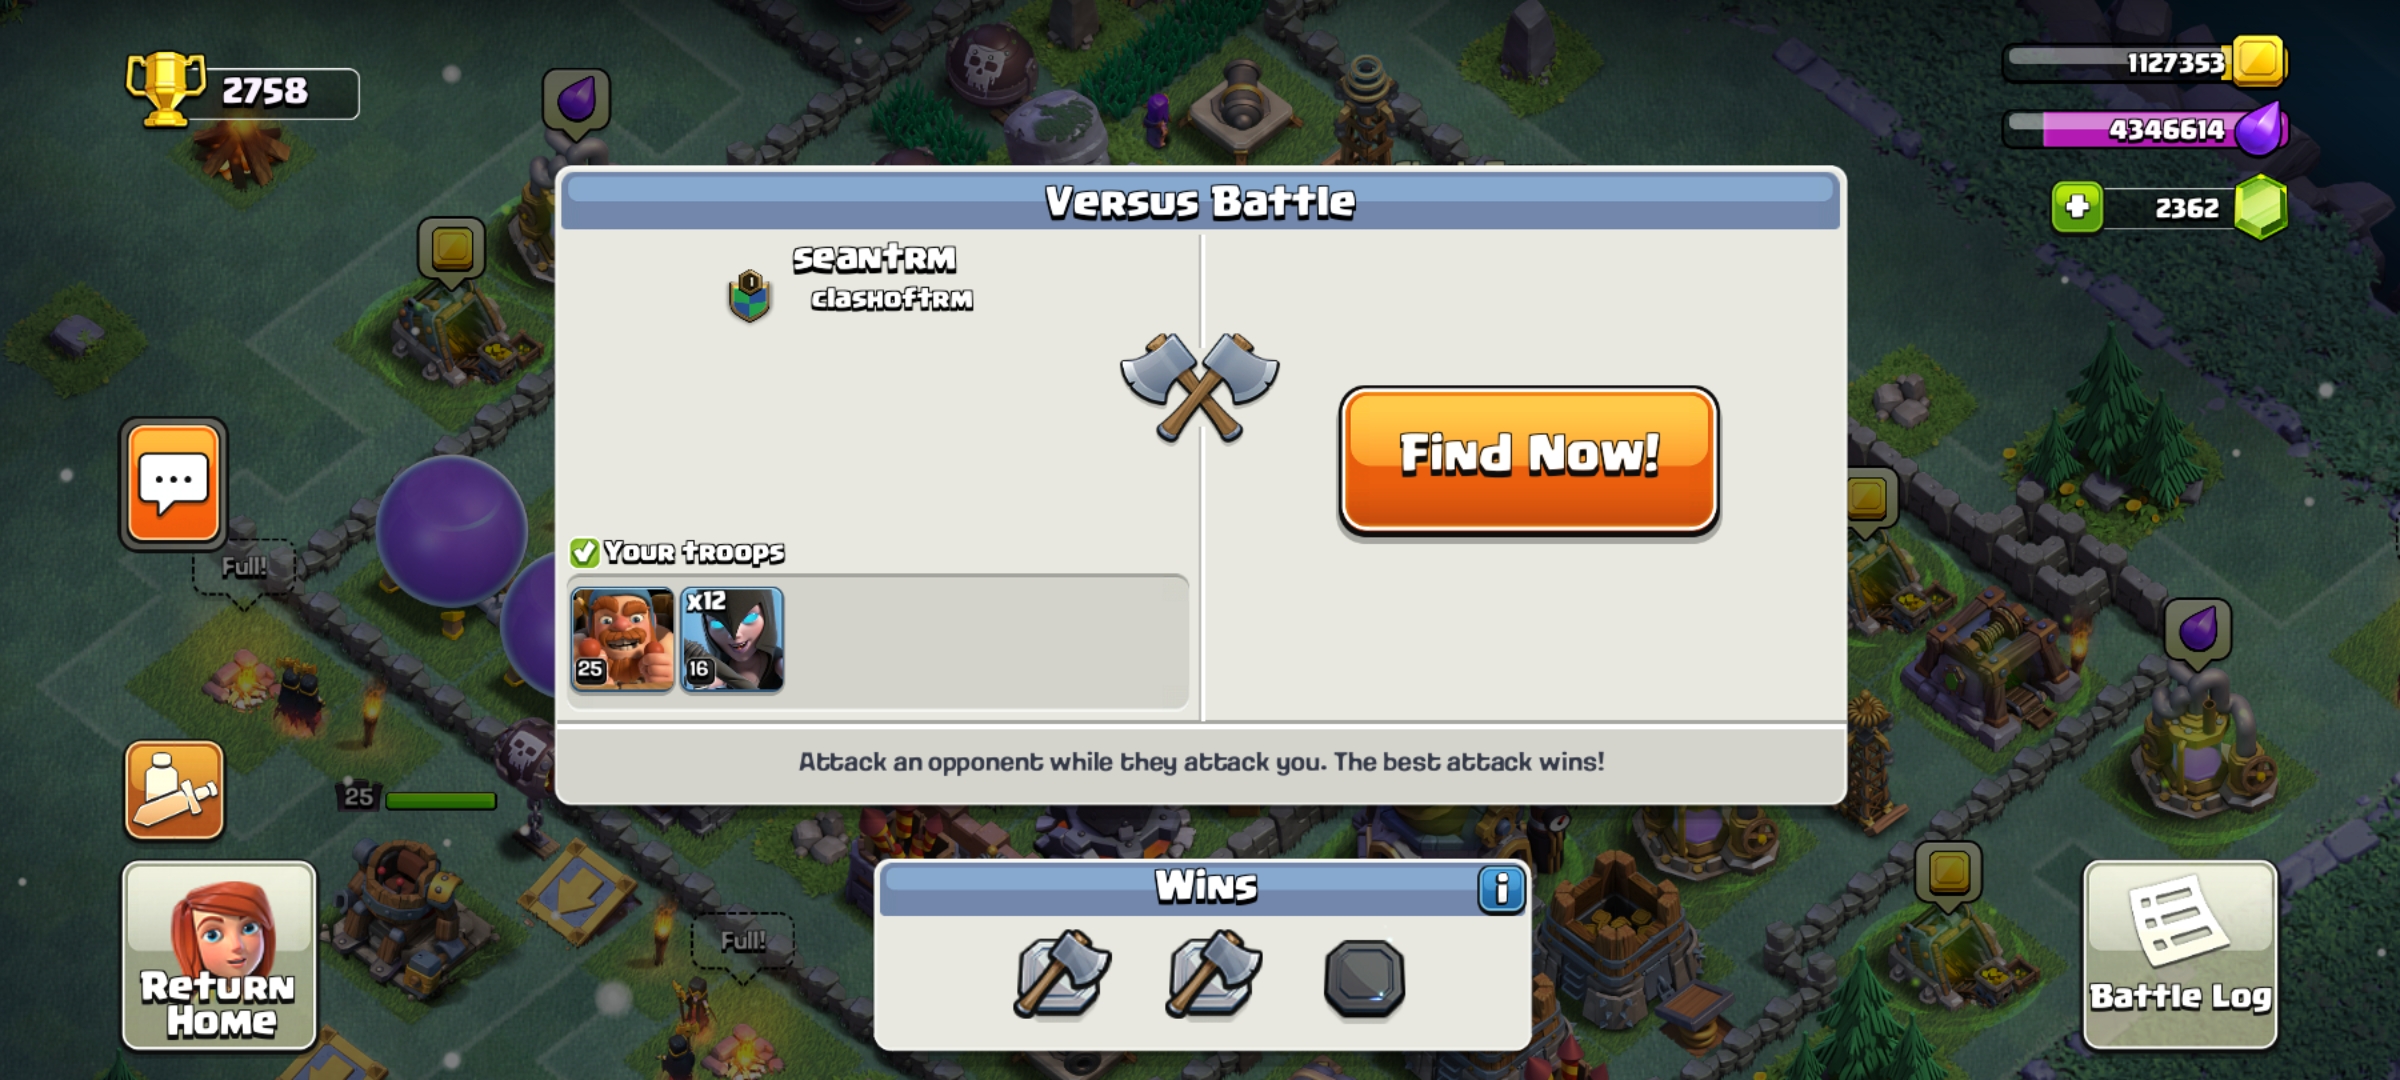 2758
1127353
4346614
2362
Versus Battle
seantrm
1
clashoftrm
Find Now!
Full!
Your troops
x12
25
16
Attack an opponent while they attack you. The best attack wins!
25
Wins
i
Full!
Return
Home
Battle Log